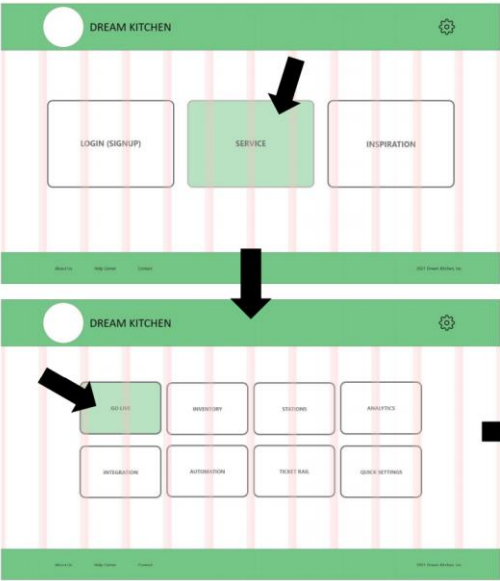 DREAM KITCHEN
LOGIN (SIGNUP)
SERVICE
INSPIRATION
About Us Help Center Contact 2021 Dream Kitchen, Inc.
DREAM KITCHEN
GO LIVE
INVENTORY
STATIONS
ANALYTICS
INTEGRATION
AUTOMATION
TICKET RAIL
QUICK SETTINGS
About Us Help Center Contact 2021 Dream Kitchen, Inc.